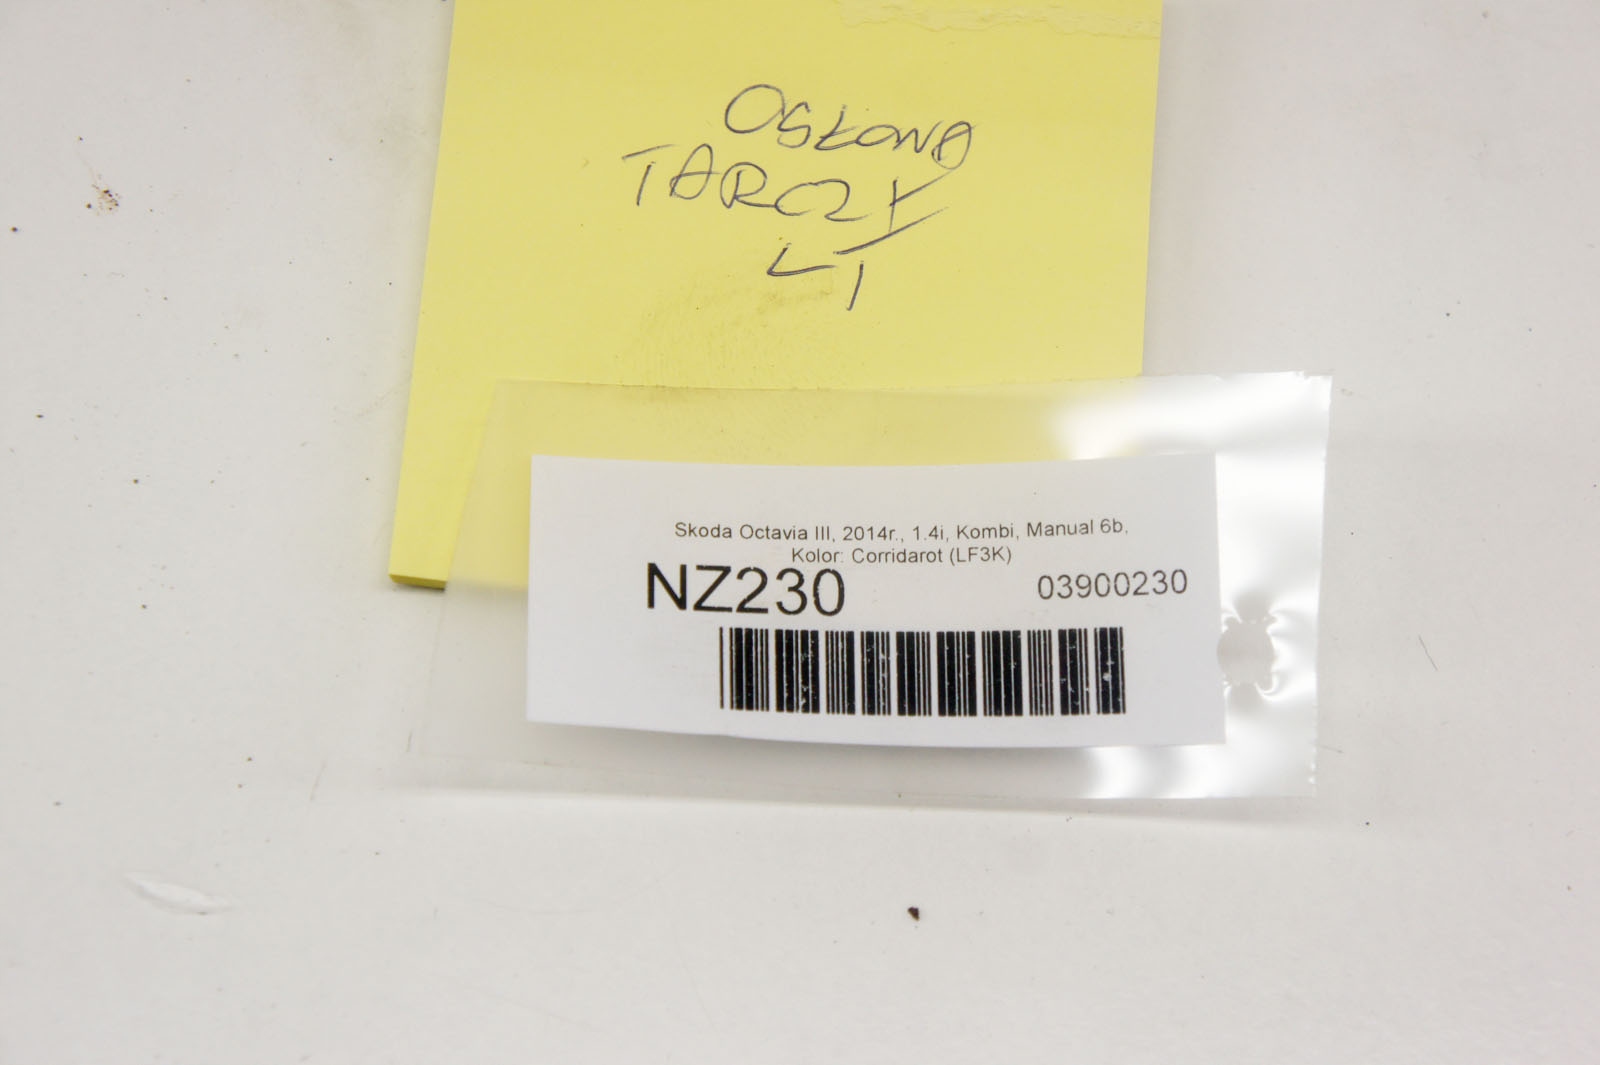 OSŁONA
TARCZY
LT
Skoda Octavia III, 2014r., 1.4i, Kombi, Manual 6b,
Kolor: Corridarot (LF3K)
NZ230
03900230